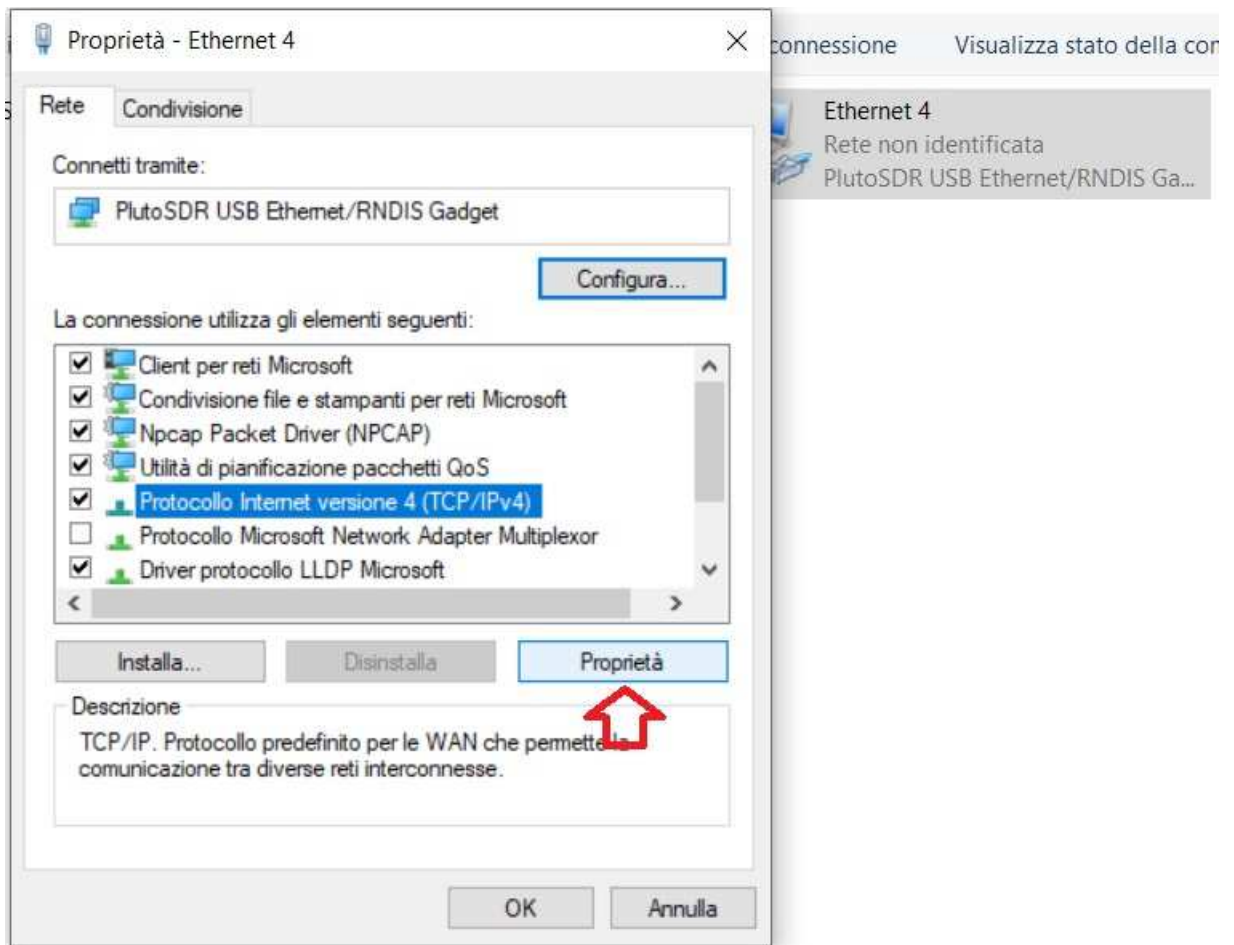 Proprietà - Ethernet 4
connessione
Visualizza stato della con
Rete
Condivisione
Ethernet 4
Rete non identificata
PlutoSDR USB Ethernet/RNDIS Ga...
Connetti tramite:
PlutoSDR USB Ethernet/RNDIS Gadget
Configura...
La connessione utilizza gli elementi seguenti:
Client per reti Microsoft
Condivisione file e stampanti per reti Microsoft
Npcap Packet Driver (NPCAP)
Utilità di pianificazione pacchetti QoS
Protocollo Internet versione 4 (TCP/IPv4)
Protocollo Microsoft Network Adapter Multiplexor
Driver protocollo LLDP Microsoft
Installa...
Disinstalla
Proprietà
Descrizione
TCP/IP. Protocollo predefinito per le WAN che permette la
comunicazione tra diverse reti interconnesse.
OK
Annulla